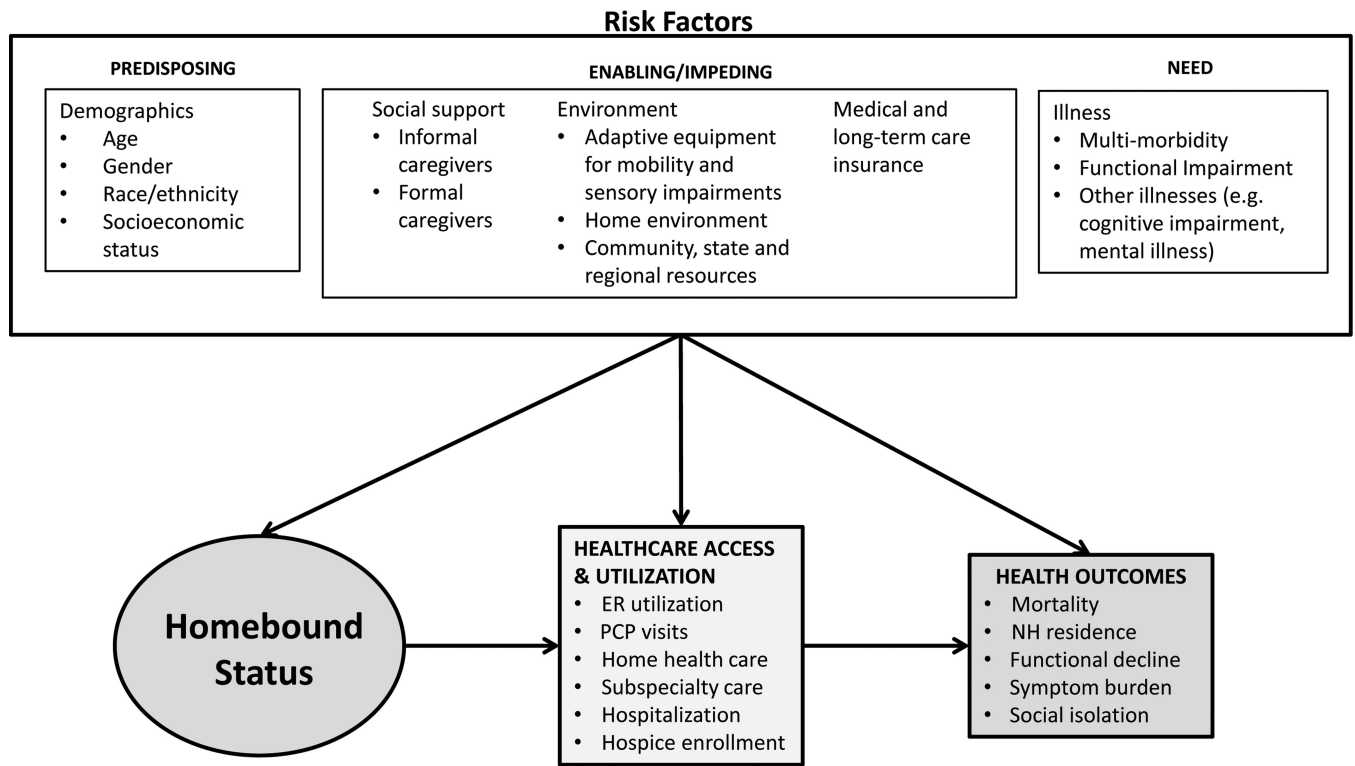 Risk Factors
PREDISPOSING
Demographics
• Age
• Gender
• Race/ethnicity
• Socioeconomic
status
ENABLING/IMPEDING
Social support
• Informal
caregivers
• Formal
caregivers
Environment
• Adaptive equipment
for mobility and
sensory impairments
• Home environment
• Community, state and
regional resources
Medical and
long-term care
insurance
NEED
Illness
• Multi-morbidity
• Functional Impairment
• Other illnesses (e.g.
cognitive impairment,
mental illness)
Homebound
Status
HEALTHCARE ACCESS
& UTILIZATION
• ER utilization
• PCP visits
• Home health care
• Subspecialty care
• Hospitalization
• Hospice enrollment
HEALTH OUTCOMES
• Mortality
• NH residence
• Functional decline
• Symptom burden
• Social isolation